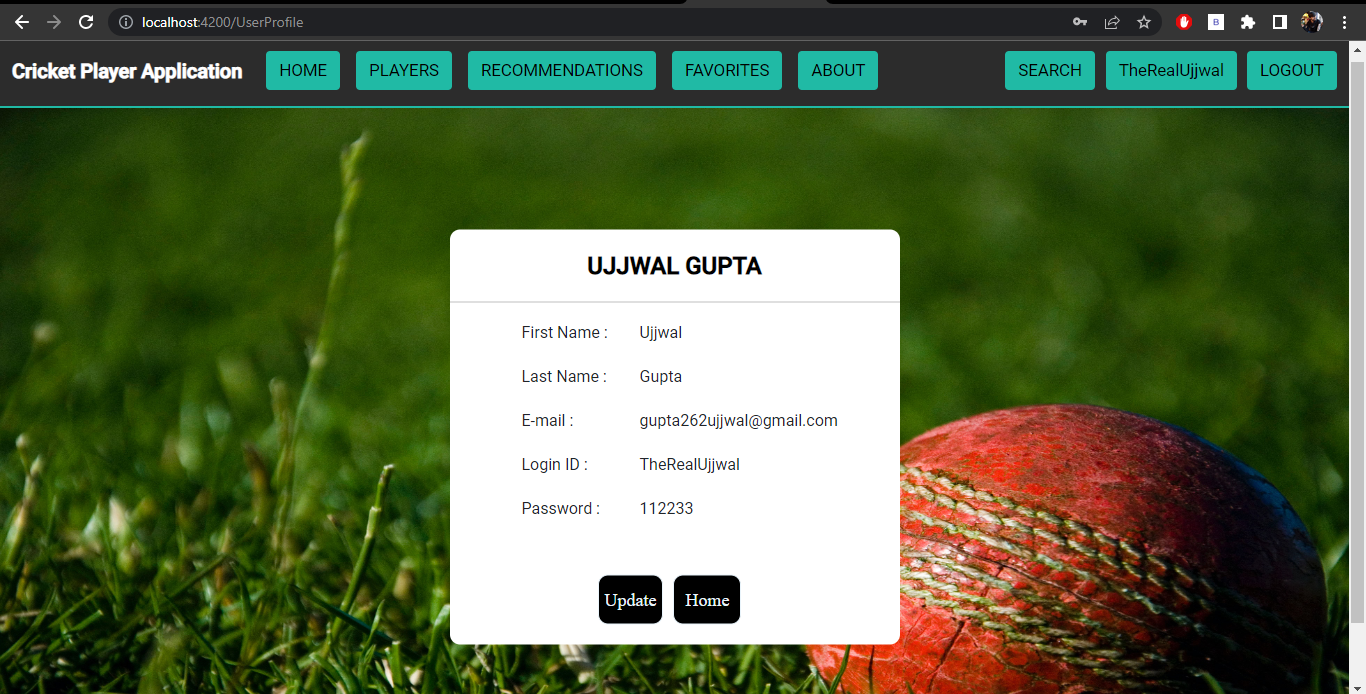 localhost:4200/UserProfile
B
Cricket Player Application HOME PLAYERS RECOMMENDATIONS FAVORITES ABOUT SEARCH TheRealUjjwal LOGOUT
UJJWAL GUPTA
First Name : Ujjwal
Last Name : Gupta
E-mail : gupta262ujjwal@gmail.com
Login ID : TheRealUjjwal
Password : 112233
Update Home